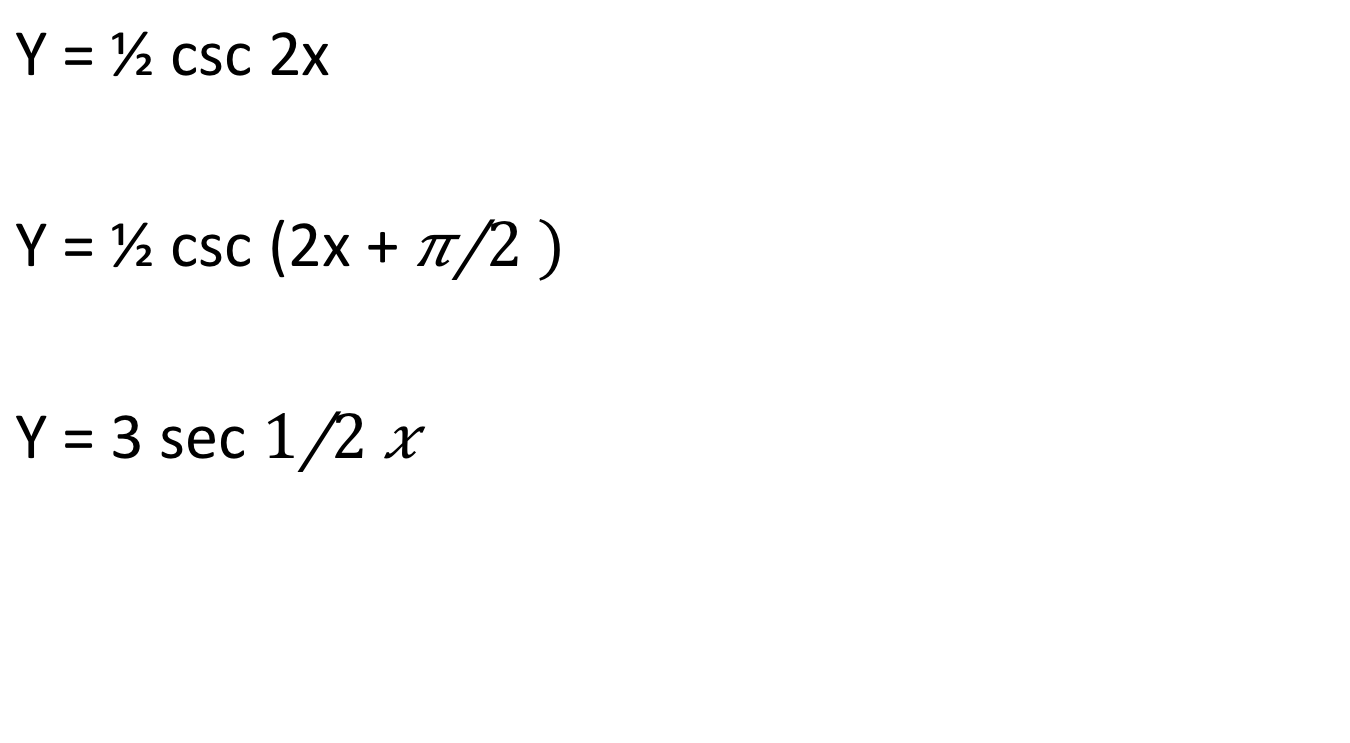 Y = ½ csc 2x
Y = ½ csc (2x + 𝜋/2 )
Y = 3 sec 1/2 𝑥